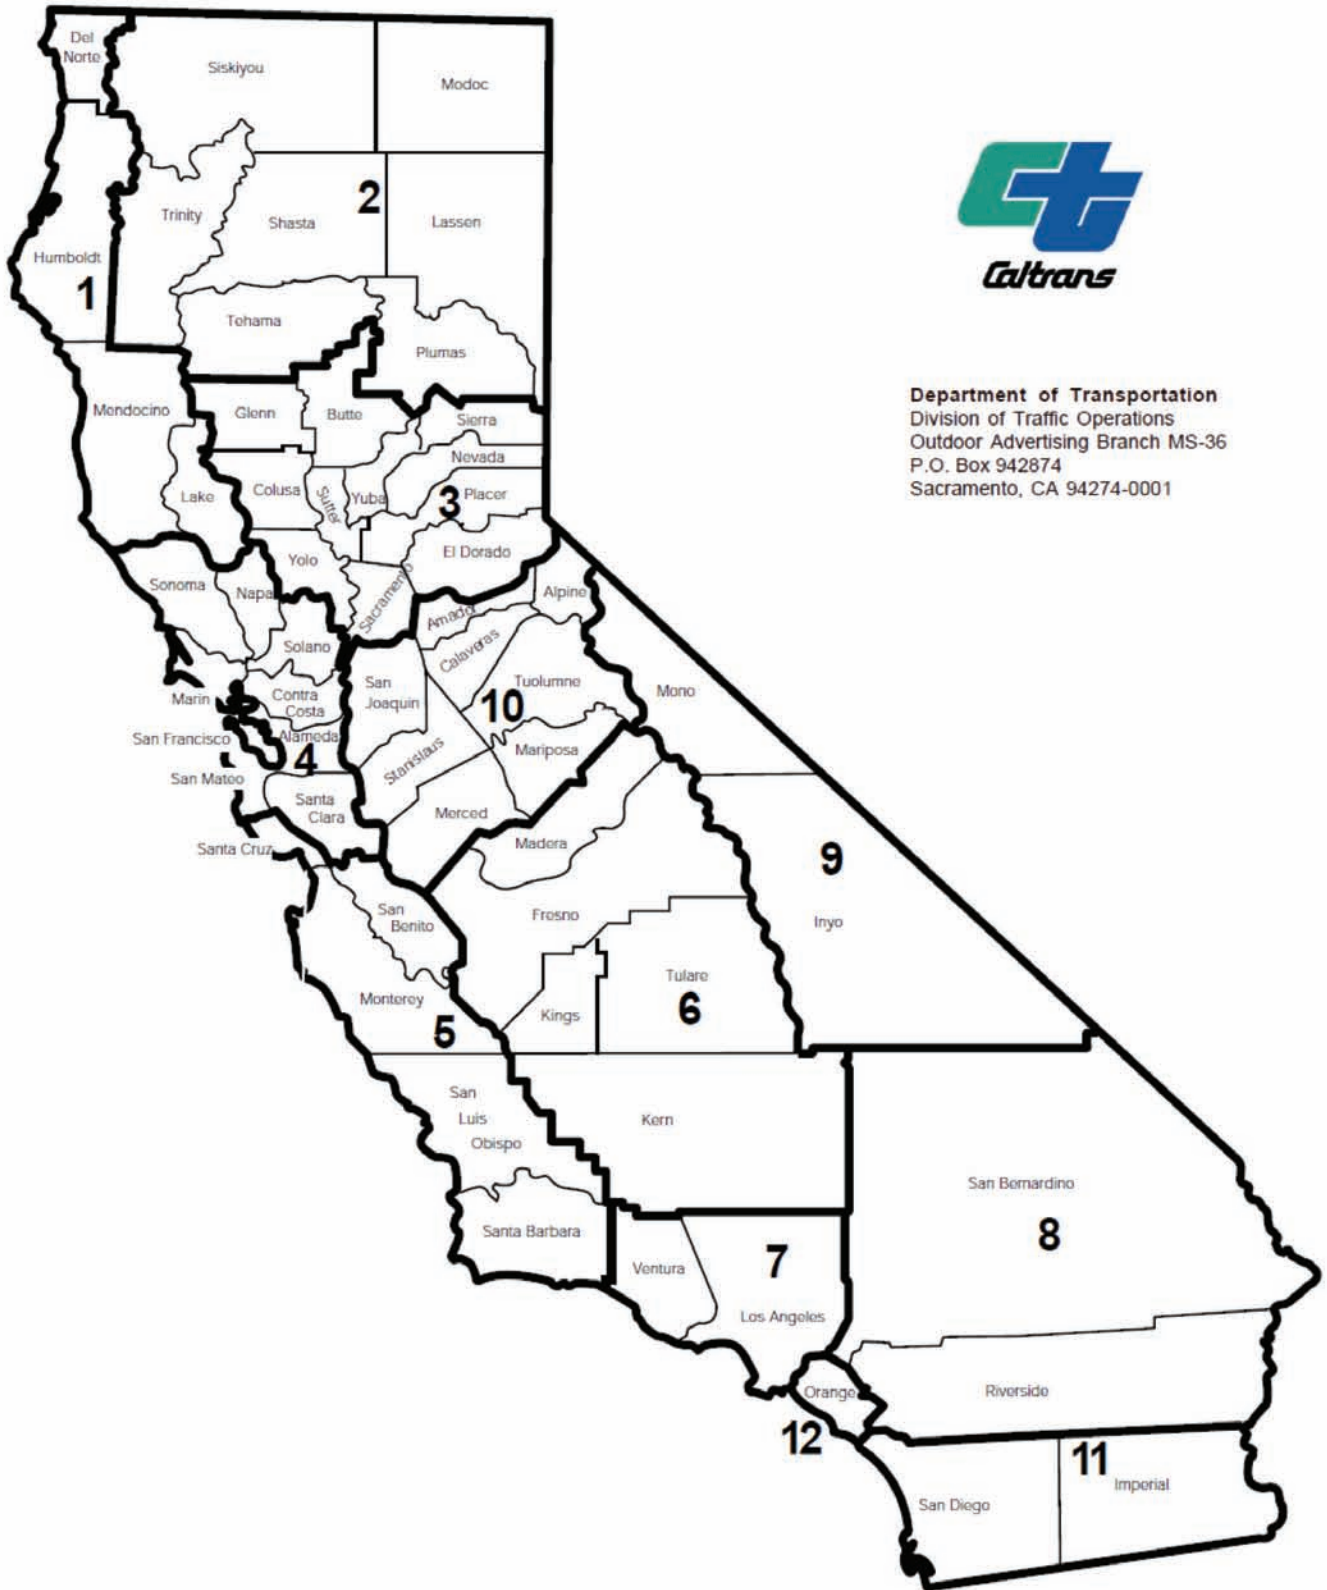 Del
Norte
Siskiyou
Modoc
Trinity
Shasta
2
Lassen
Humboldt
1
Caltrans
Tehama
Plumas
Department of Transportation
Division of Traffic Operations
Outdoor Advertising Branch MS-36
P.O. Box 942874
Sacramento, CA 94274-0001
Mendocino
Glenn
Butte
Sierra
Nevada
Lake
Colusa
Sutter
Yuba
3
Placer
Yolo
El Dorado
Sonoma
Napa
Sacramento
Amador
Alpine
Solano
Calaveras
Marin
Contra
Costa
San
Joaquin
10
Tuolumne
Mono
San Francisco
Alameda
4
Stanislaus
Mariposa
San Mateo
Santa
Clara
Merced
Santa Cruz
Madera
9
San
Benito
Fresno
Inyo
Monterey
5
Kings
Tulare
6
San
Luis
Obispo
Kern
San Bernardino
8
Santa Barbara
Ventura
7
Los Angeles
Orange
Riverside
12
11
San Diego
Imperial